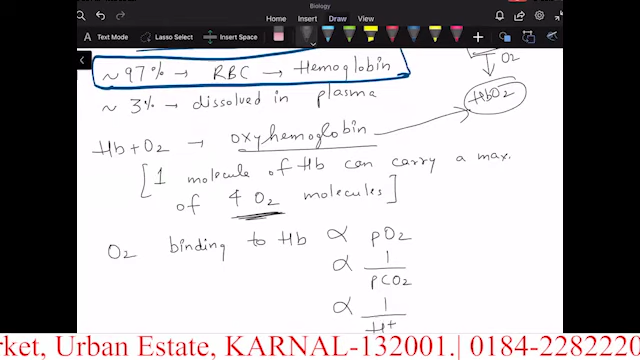 Biology
Home Insert Draw View
Text Mode Lasso Select Insert Space
O2
~ 97% → RBC → Hemoglobin
HbO2
~ 3% → dissolved in plasma
Hb + O2 → oxyhemoglobin
[1 molecule of Hb can carry a max.
of 4 O2 molecules]
O2 binding to Hb ∝ pO2
∝ 1/pCO2
∝ 1/H+
rket, Urban Estate, KARNAL-132001.| 0184-2282220